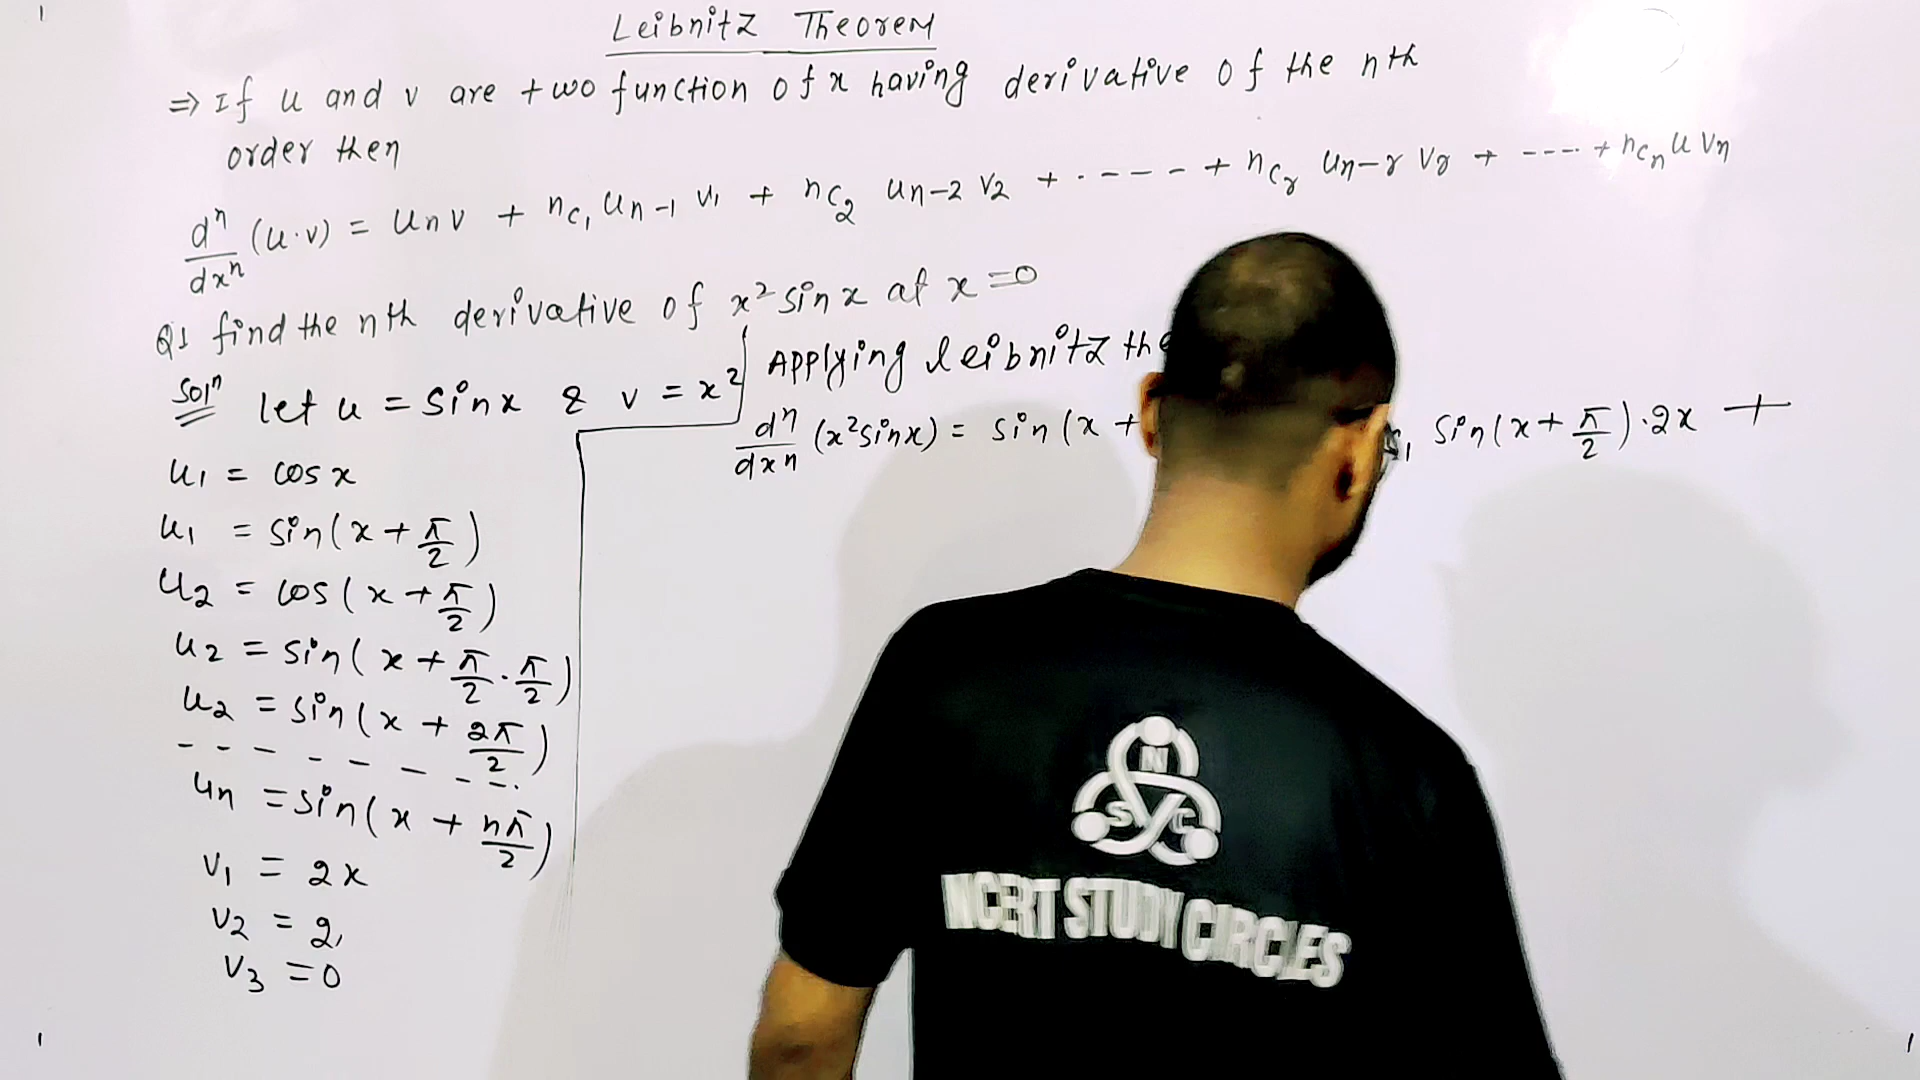 Leibnitz Theorem
⇒ If u and v are two function of x having derivative of the nth
order then
dⁿ/dxⁿ (u·v) = uₙv + nC₁ uₙ₋₁ v₁ + nC₂ uₙ₋₂ v₂ + ------ + nCᵣ uₙ₋ᵣ vᵣ + ---- + nCₙ u vₙ
Q1 find the nth derivative of x² sin x at x = 0
Solⁿ let u = sin x & v = x²
u₁ = cos x
u₁ = sin(x + π/2)
u₂ = cos(x + π/2)
u₂ = sin(x + π/2 · π/2)
u₂ = sin(x + 2π/2)
- - - - - - - - -
uₙ = sin(x + nπ/2)
v₁ = 2x
v₂ = 2,
v₃ = 0
Applying leibnitz
dⁿ/dxⁿ (x² sin x) = sin(x + sin(x + π/2)·2x +
N
S C
NCERT STUDY CIRCLES